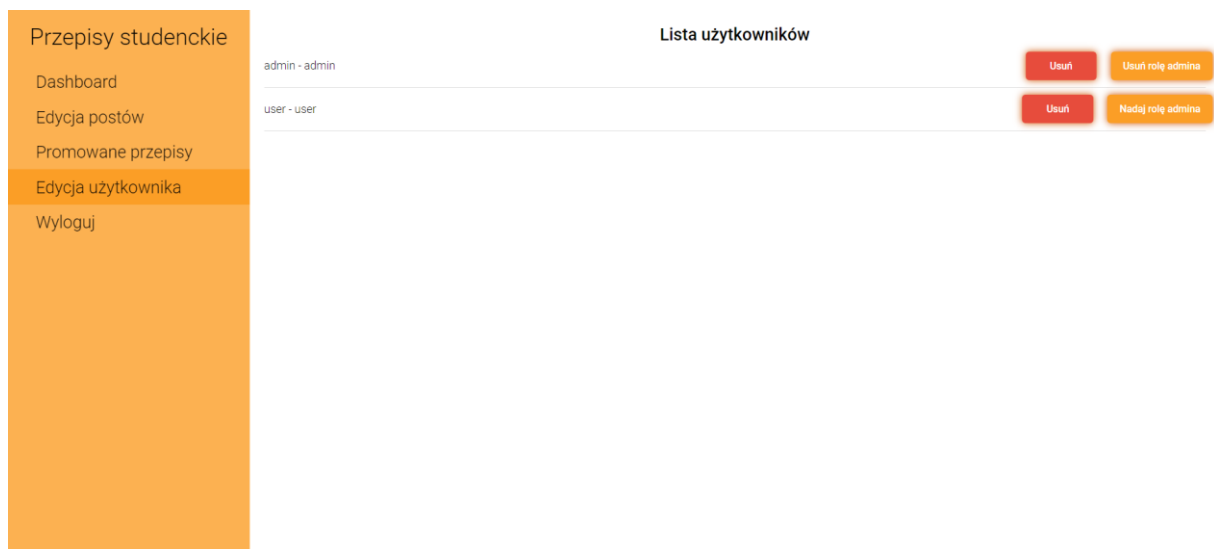 Przepisy studenckie
Dashboard
Edycja postów
Promowane przepisy
Edycja użytkownika
Wyloguj
Lista użytkowników
admin - admin
Usuń
Usuń rolę admina
user - user
Usuń
Nadaj rolę admina